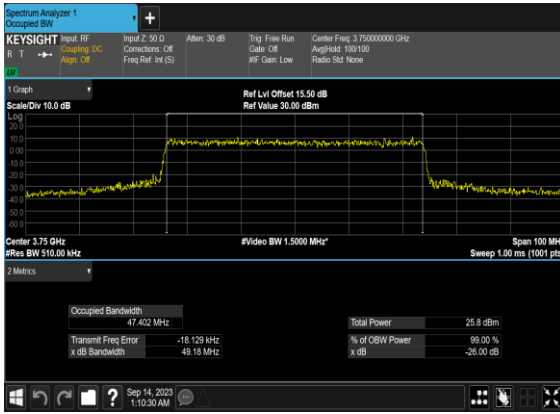 Spectrum Analyzer 1
Occupied BW
+
KEYSIGHT
R T
LXI
Input: RF
Coupling: DC
Align: Off
Input Z: 50 Ω
Corrections: Off
Freq Ref: Int (S)
Atten: 30 dB
Trig: Free Run
Gate: Off
#IF Gain: Low
Center Freq: 3.750000000 GHz
Avg|Hold: 100/100
Radio Std: None
1 Graph
Scale/Div 10.0 dB
Ref Lvl Offset 15.50 dB
Ref Value 30.00 dBm
Log
20.0
10.0
0.00
-10.0
-20.0
-30.0
-40.0
-50.0
-60.0
Center 3.75 GHz
#Res BW 510.00 kHz
#Video BW 1.5000 MHz*
Span 100 MH
Sweep 1.00 ms (1001 pts
2 Metrics
Occupied Bandwidth
47.402 MHz
Transmit Freq Error -18.129 kHz
x dB Bandwidth 49.18 MHz
Total Power 25.8 dBm
% of OBW Power 99.00 %
x dB -26.00 dB
?
Sep 14, 2023
1:10:30 AM